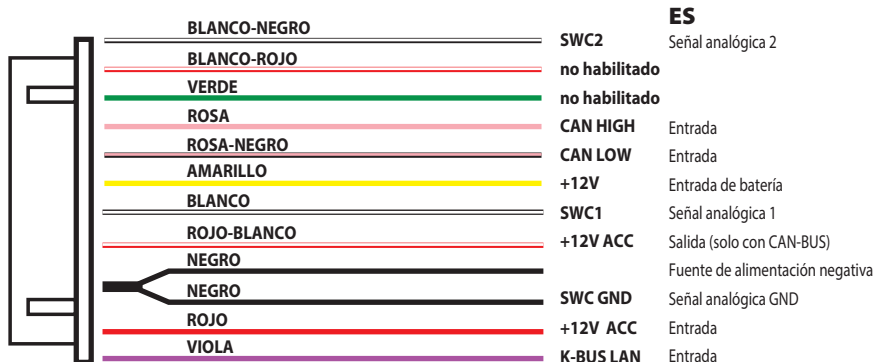 ES
BLANCO-NEGRO SWC2 Señal analógica 2
BLANCO-ROJO no habilitado
VERDE no habilitado
ROSA CAN HIGH Entrada
ROSA-NEGRO CAN LOW Entrada
AMARILLO +12V Entrada de batería
BLANCO SWC1 Señal analógica 1
ROJO-BLANCO +12V ACC Salida (solo con CAN-BUS)
NEGRO Fuente de alimentación negativa
NEGRO SWC GND Señal analógica GND
ROJO +12V ACC Entrada
VIOLA K-BUS LAN Entrada